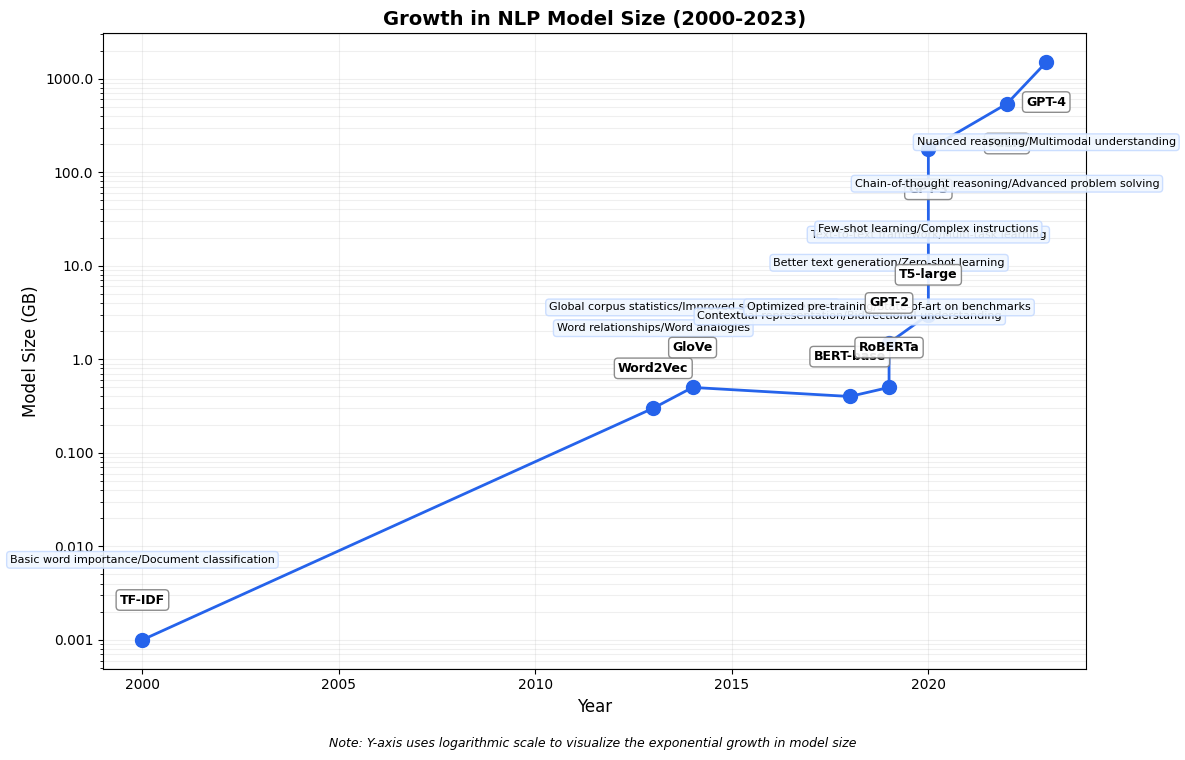 Growth in NLP Model Size (2000-2023)
Model Size (GB)
1000.0
100.0
10.0
1.0
0.100
0.010
0.001
GPT-4
Nuanced reasoning/Multimodal understanding
Chain-of-thought reasoning/Advanced problem solving
Few-shot learning/Complex instructions
Better text generation/Zero-shot learning
T5-large
GPT-2
Global corpus statistics/Improved
Optimized pre-training
of-art on benchmarks
Contextual representation/Bidirectional understanding
Word relationships/Word analogies
GloVe
RoBERTa
BERT-base
Word2Vec
Basic word importance/Document classification
TF-IDF
2000
2005
2010
2015
2020
Year
Note: Y-axis uses logarithmic scale to visualize the exponential growth in model size